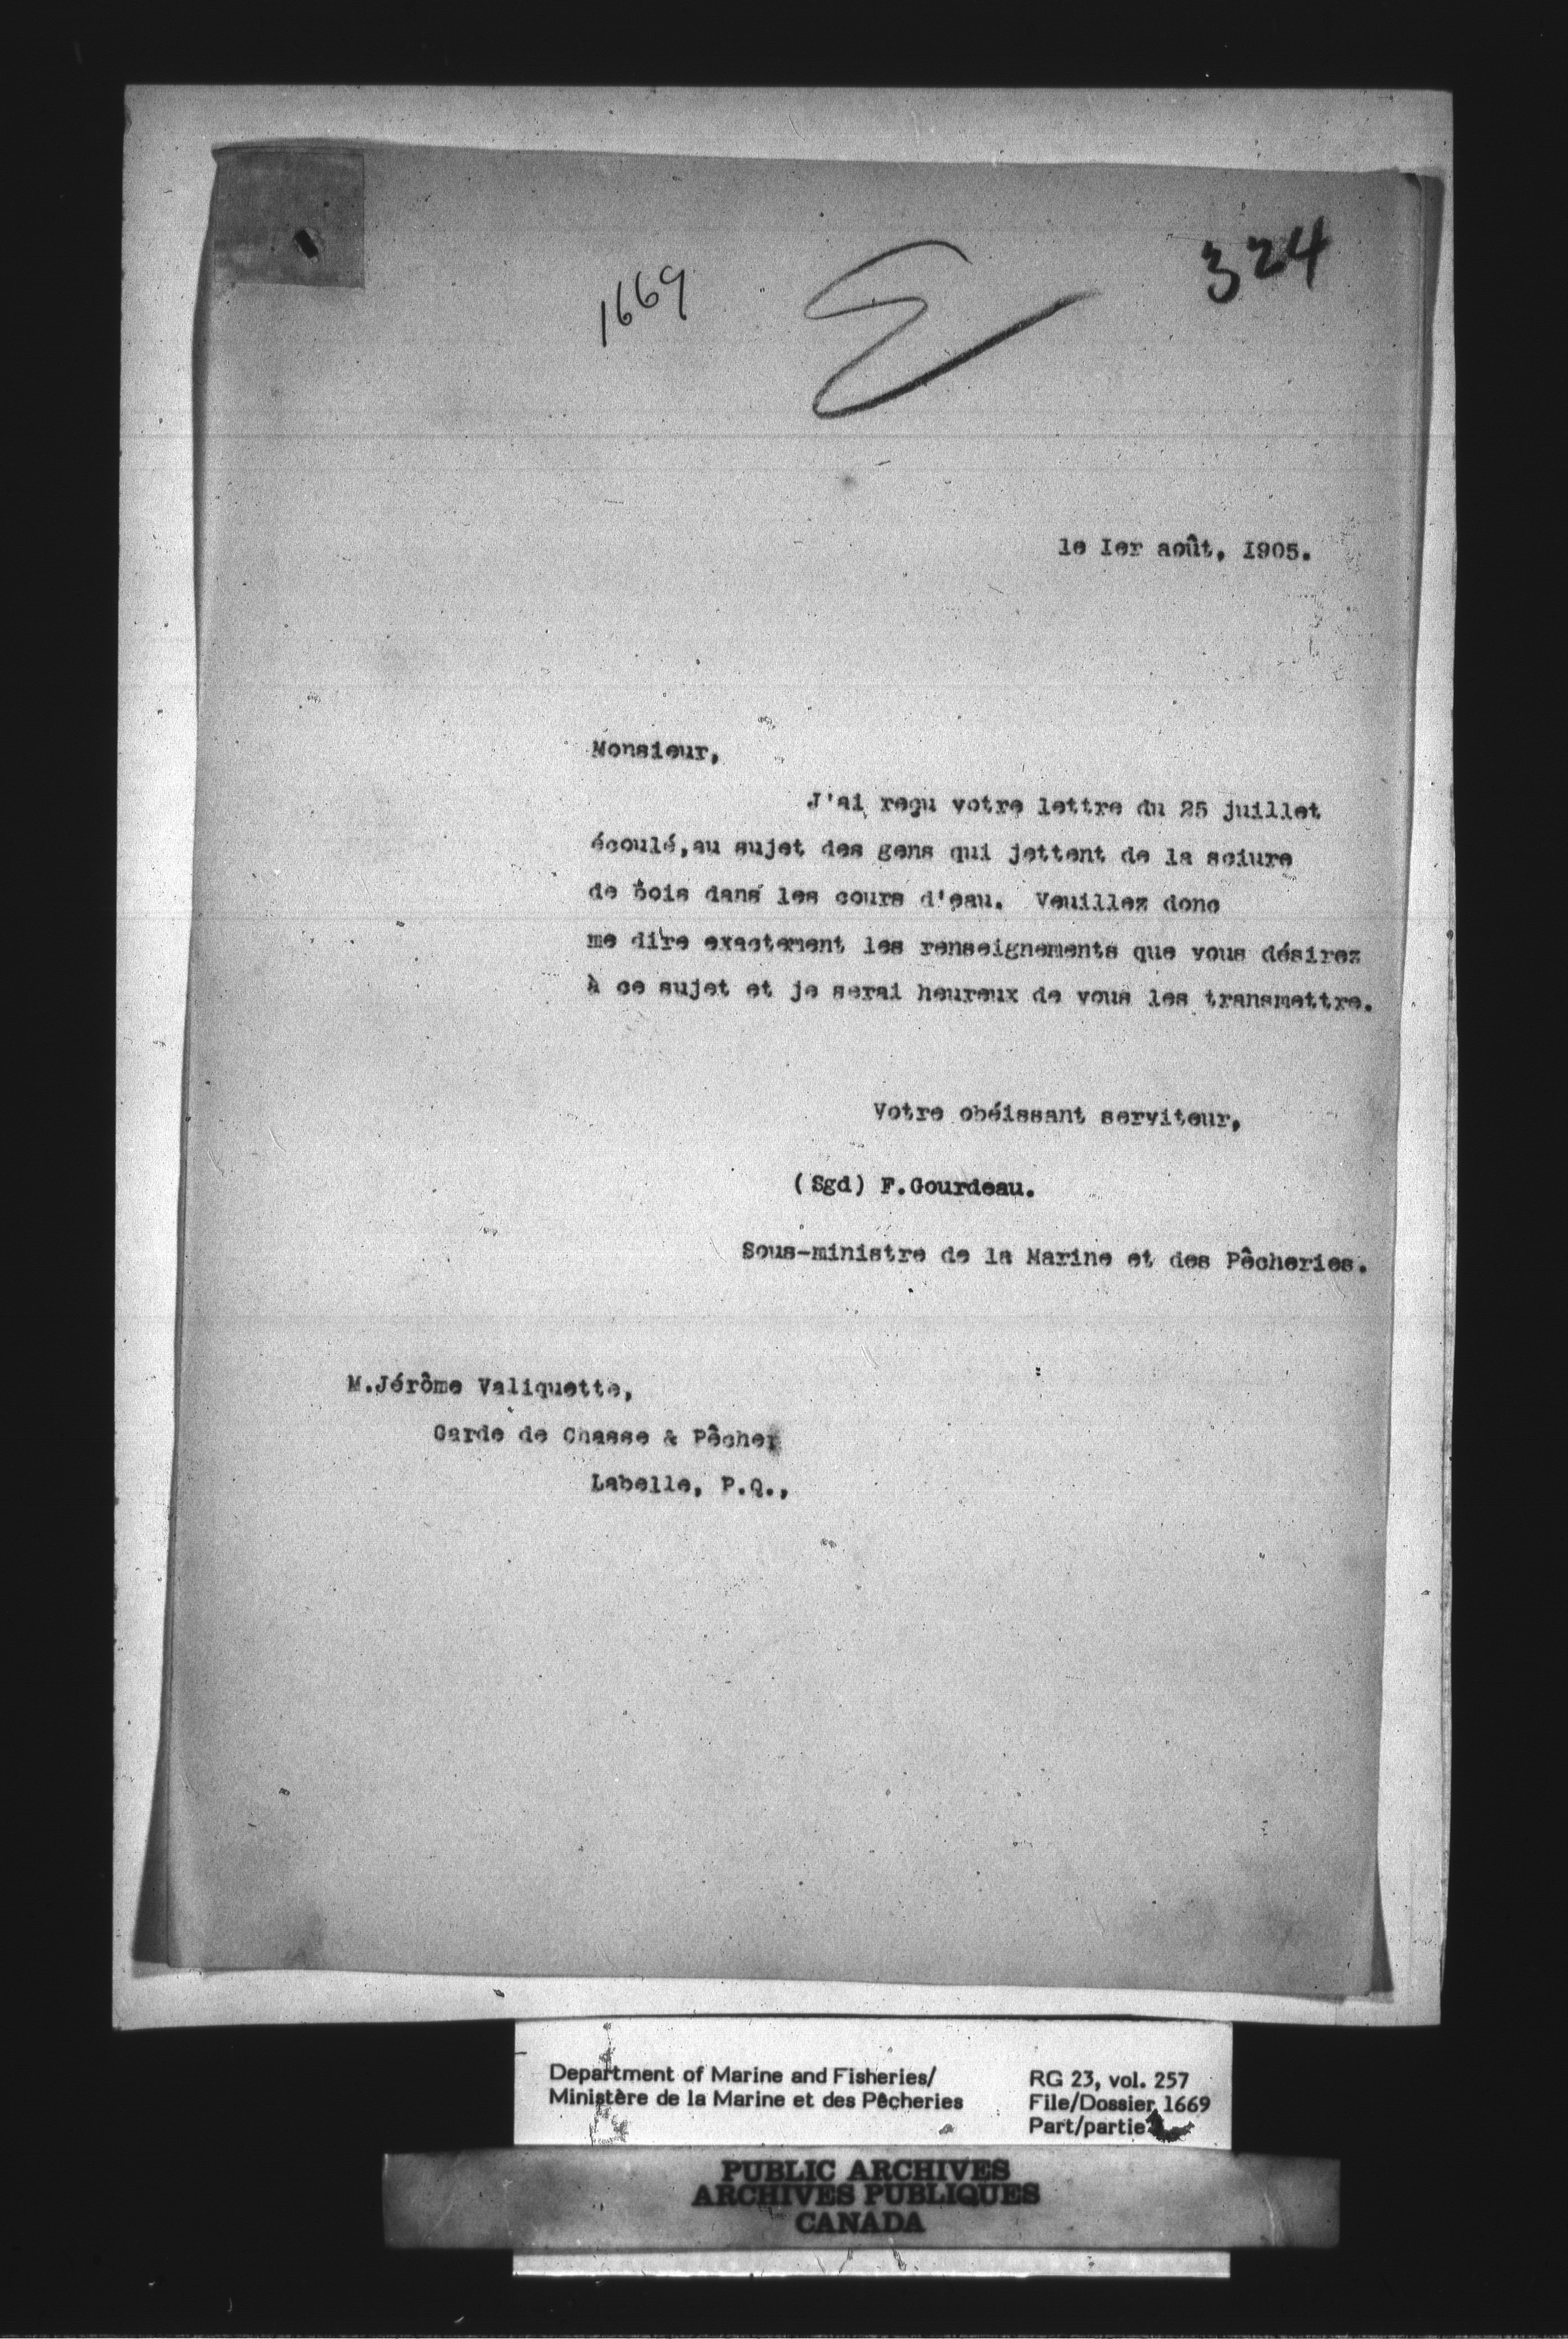 1669
324
le Ier août, 1905.
Monsieur,
J'ai reçu votre lettre du 25 juillet
écoulé,au sujet des gens qui jettent de la sciure
de bois dans les cours d'eau. Veuillez donc
me dire exactement les renseignements que vous désirez
à ce sujet et je serai heureux de vous les transmettre.
Votre obéissant serviteur,
(Sgd) F.Gourdeau.
Sous-ministre de la Marine et des Pêcheries.
M.Jérôme Valiquette,
Garde de Chasse & Pêche
Labelle, P.Q.,
Department of Marine and Fisheries/
Ministère de la Marine et des Pêcheries
RG 23, vol. 257
File/Dossier 1669
Part/partie
PUBLIC ARCHIVES
ARCHIVES PUBLIQUES
CANADA